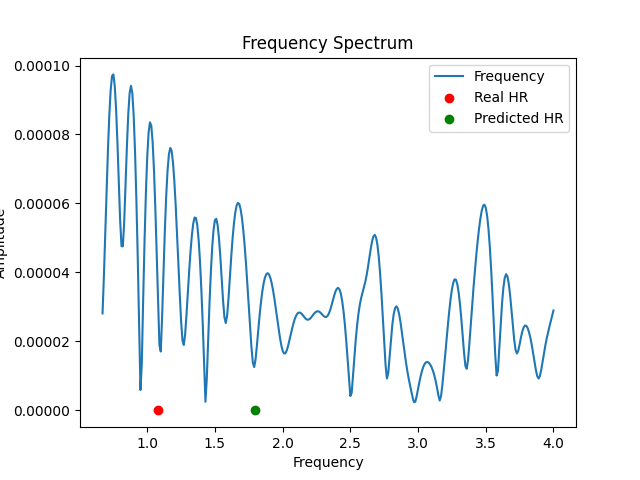 Frequency Spectrum
0.00010
0.00008
0.00006
0.00004
0.00002
0.00000
Amplitude
Frequency
Real HR
Predicted HR
1.0 1.5 2.0 2.5 3.0 3.5 4.0
Frequency